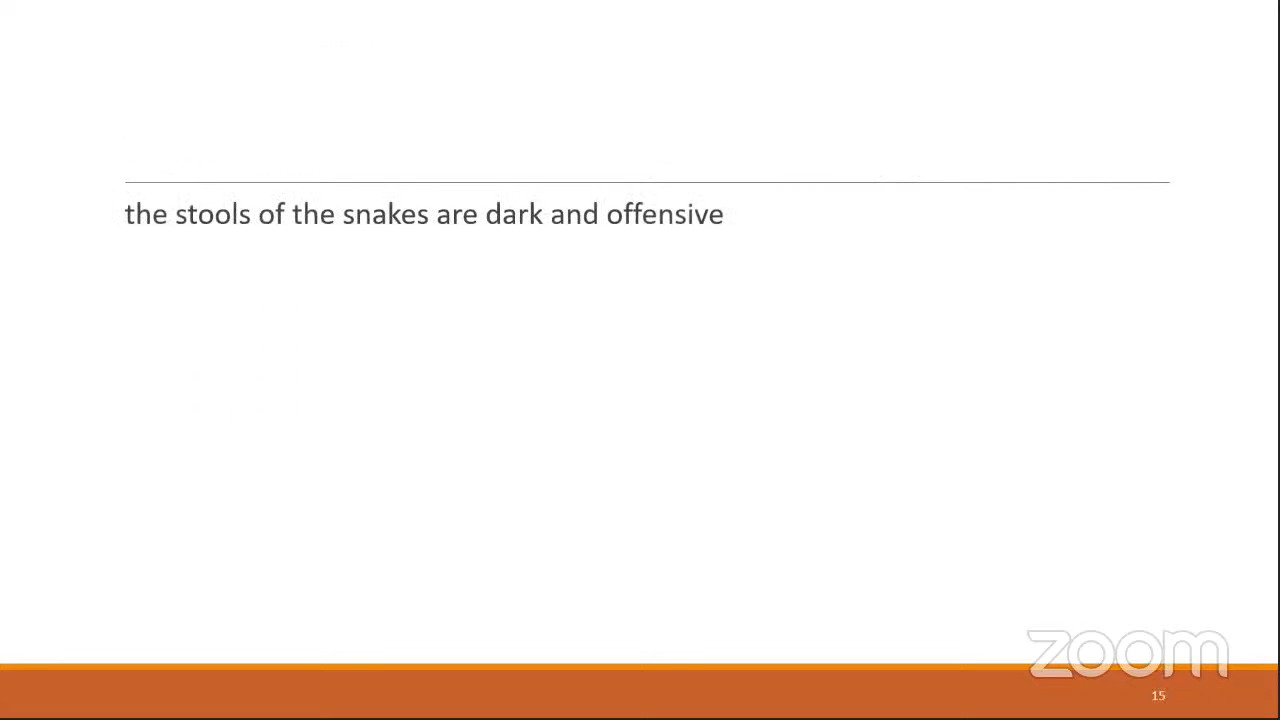 the stools of the snakes are dark and offensive
zoom
15